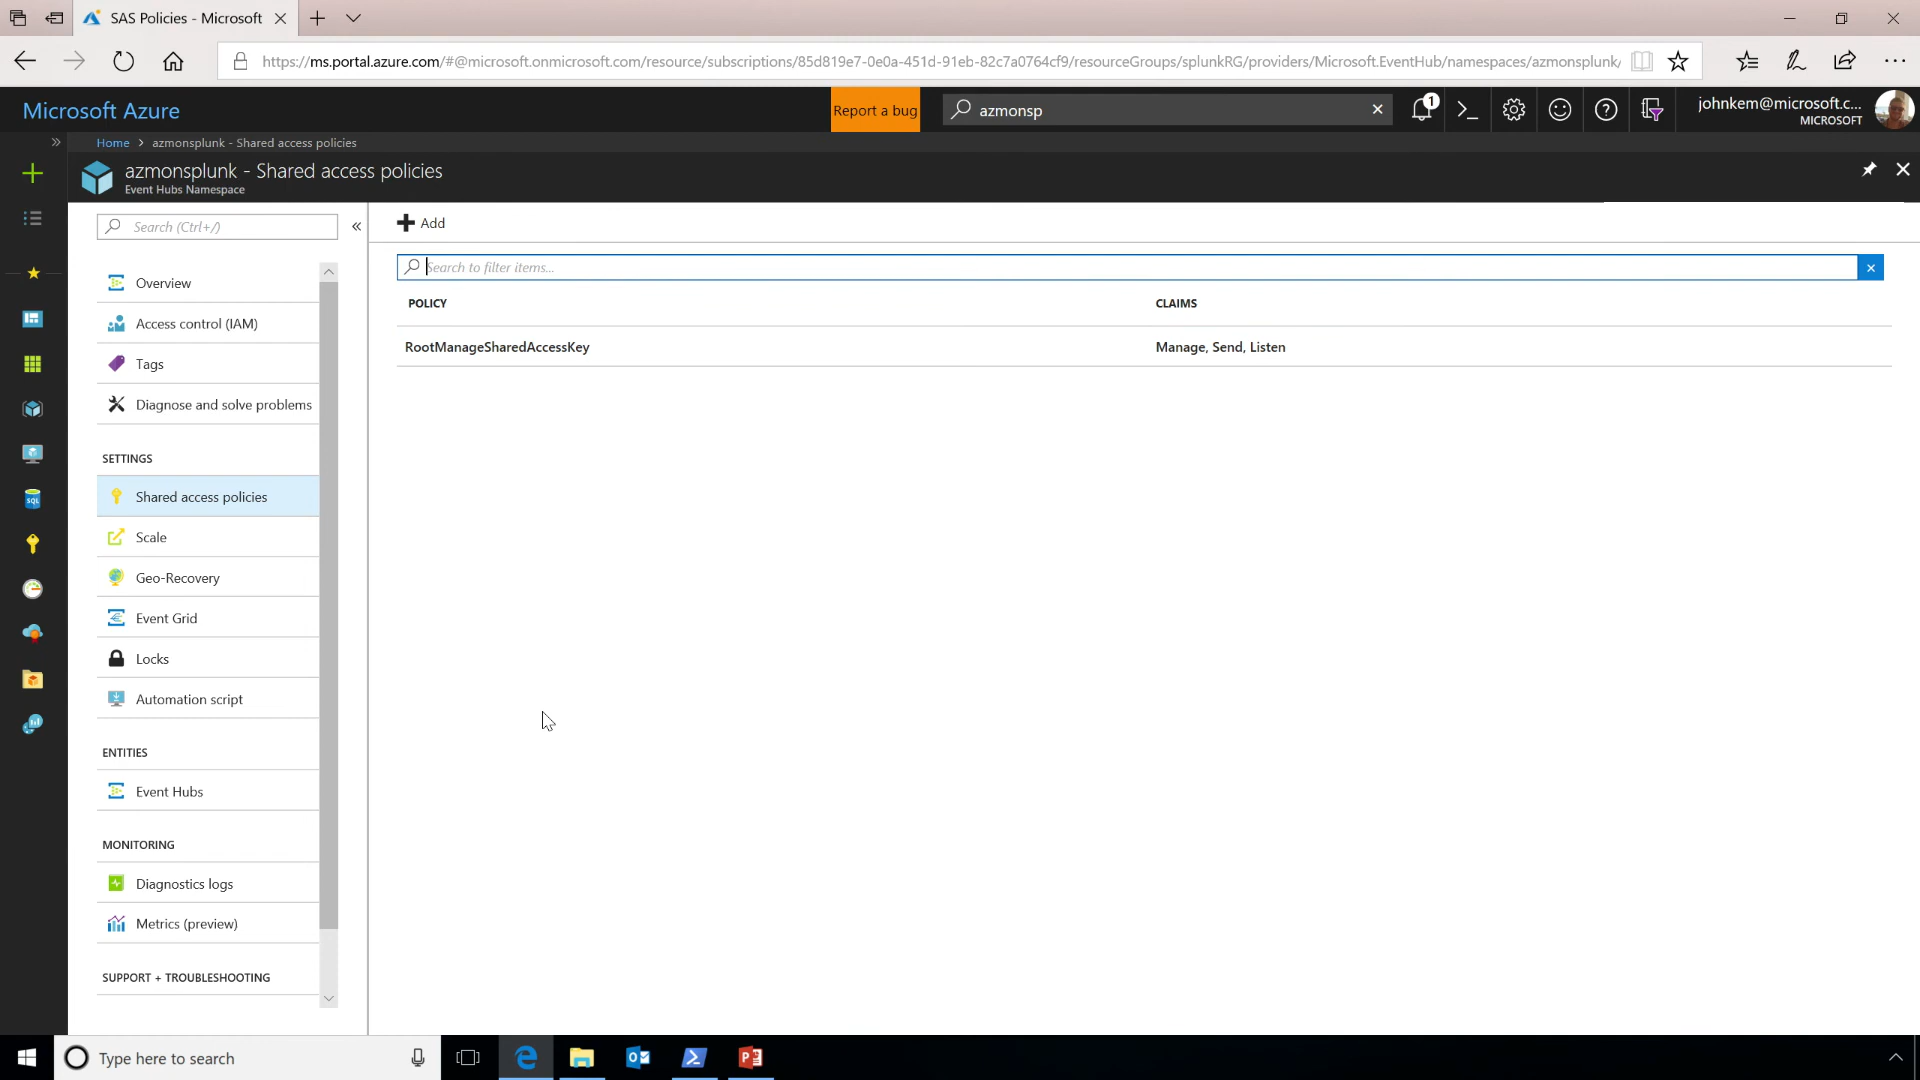 SAS Policies - Microsoft
https://ms.portal.azure.com/#@microsoft.onmicrosoft.com/resource/subscriptions/85d819e7-0e0a-451d-91eb-82c7a0764cf9/resourceGroups/splunkRG/providers/Microsoft.EventHub/namespaces/azmonsplunk/
Microsoft Azure
Report a bug
azmonsp
1
johnkem@microsoft.c...
MICROSOFT
Home > azmonsplunk - Shared access policies
azmonsplunk - Shared access policies
Event Hubs Namespace
Search (Ctrl+/)
Add
Search to filter items...
POLICY CLAIMS
RootManageSharedAccessKey Manage, Send, Listen
Overview
Access control (IAM)
Tags
Diagnose and solve problems
SETTINGS
Shared access policies
Scale
Geo-Recovery
Event Grid
Locks
Automation script
ENTITIES
Event Hubs
MONITORING
Diagnostics logs
Metrics (preview)
SUPPORT + TROUBLESHOOTING
SQL
Type here to search